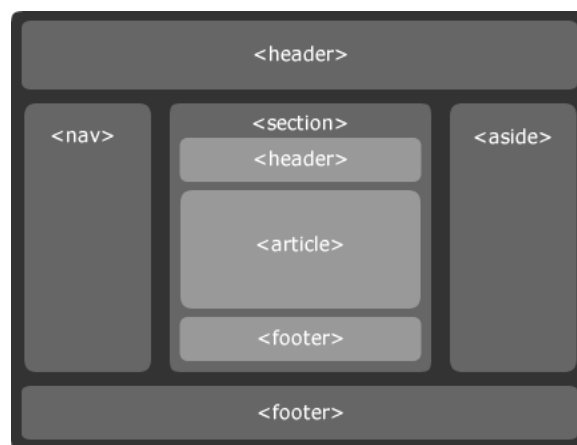 <header>
<nav>
<section>
<header>
<article>
<footer>
<aside>
<footer>